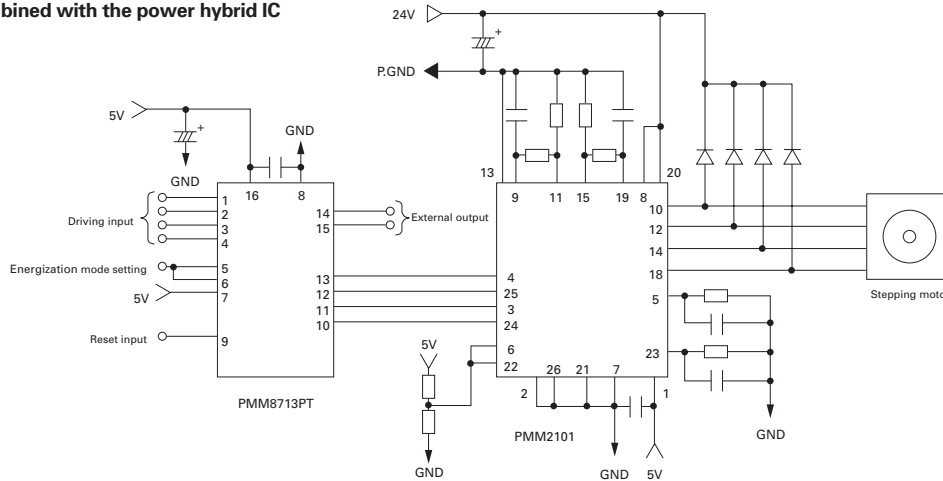 bined with the power hybrid IC
24V
P.GND
5V
GND
GND
13
20
16
8
9
11
15
19
8
1
2
3
4
Driving input
14
15
External output
10
12
14
18
Energization mode setting
5
6
7
5V
13
12
11
10
4
25
3
24
5
Stepping moto
Reset input
9
5V
6
22
23
PMM8713PT
2
26
21
7
1
PMM2101
GND
GND
GND
5V